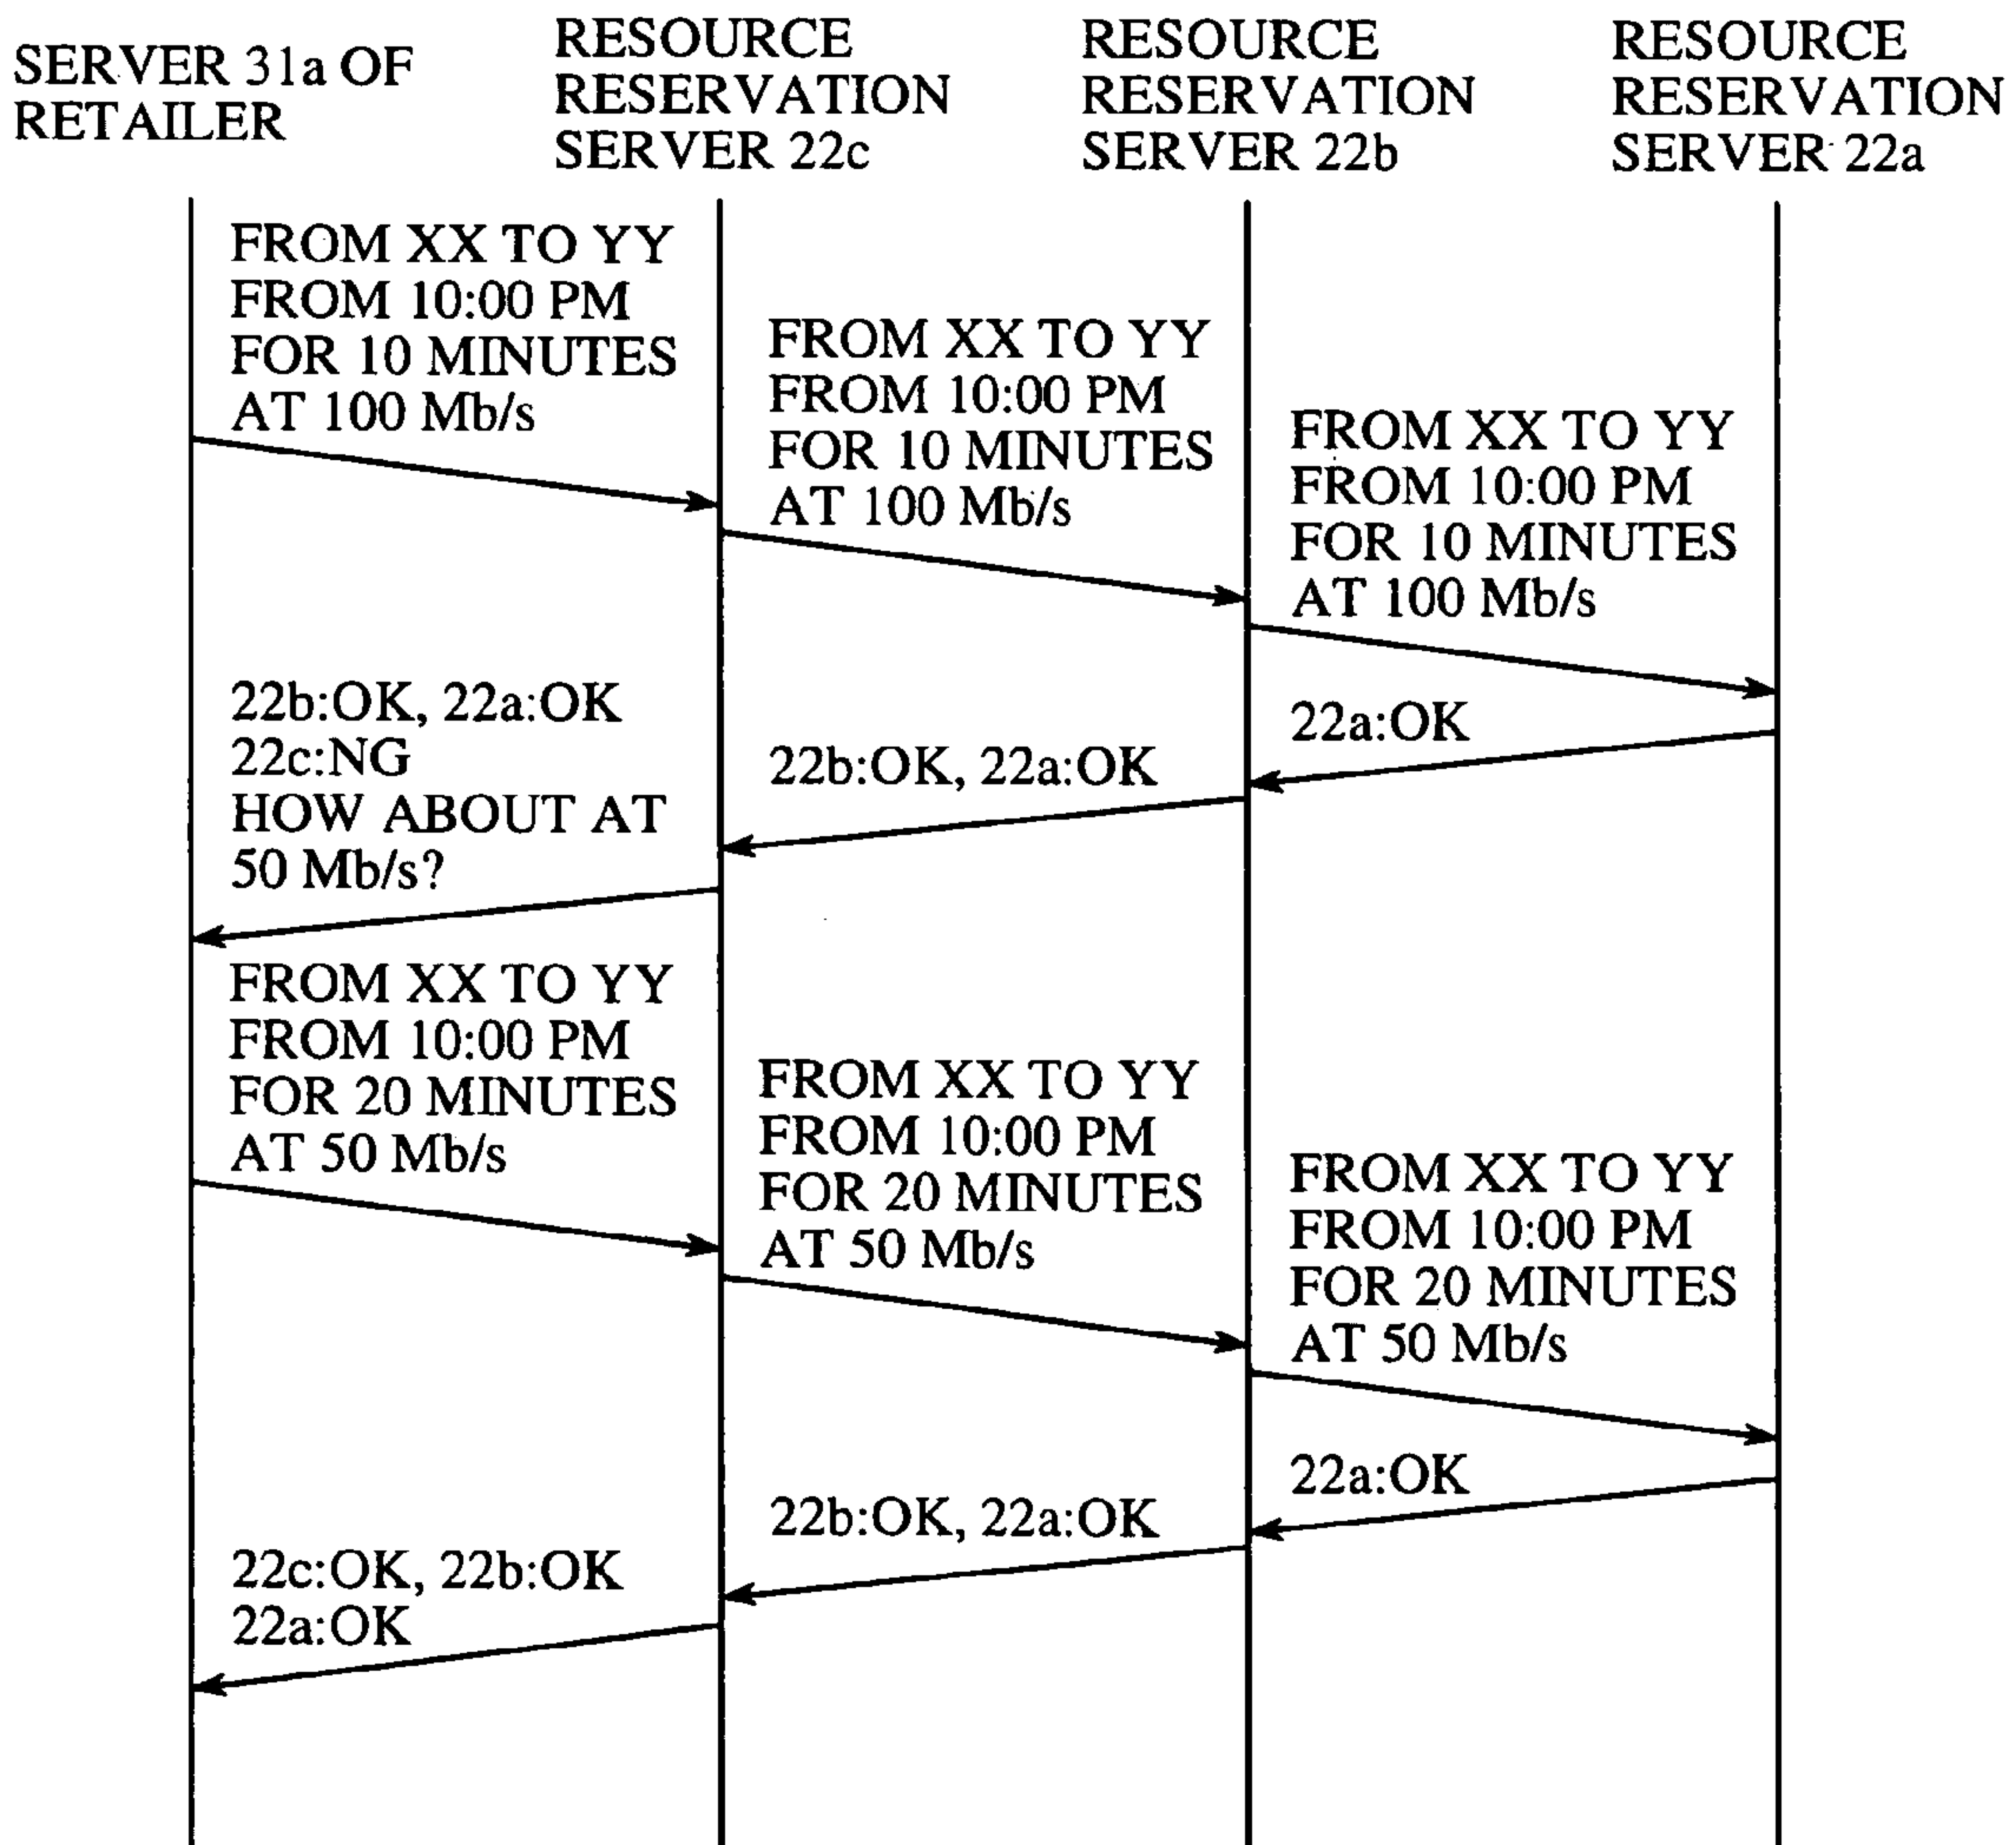 SERVER 31a OF
RETAILER
RESOURCE
RESERVATION
SERVER 22c
RESOURCE
RESERVATION
SERVER 22b
RESOURCE
RESERVATION
SERVER 22a
FROM XX TO YY
FROM 10:00 PM
FOR 10 MINUTES
AT 100 Mb/s
FROM XX TO YY
FROM 10:00 PM
FOR 10 MINUTES
AT 100 Mb/s
FROM XX TO YY
FROM 10:00 PM
FOR 10 MINUTES
AT 100 Mb/s
22a:OK
22b:OK, 22a:OK
22b:OK, 22a:OK
22c:NG
HOW ABOUT AT
50 Mb/s?
FROM XX TO YY
FROM 10:00 PM
FOR 20 MINUTES
AT 50 Mb/s
FROM XX TO YY
FROM 10:00 PM
FOR 20 MINUTES
AT 50 Mb/s
FROM XX TO YY
FROM 10:00 PM
FOR 20 MINUTES
AT 50 Mb/s
22a:OK
22b:OK, 22a:OK
22c:OK, 22b:OK
22a:OK